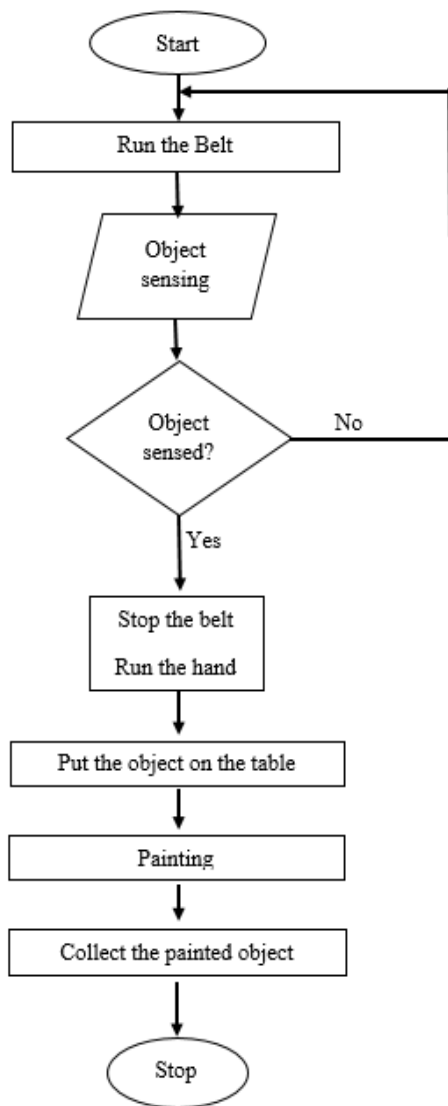 Start
Run the Belt
Object
sensing
Object
sensed?
No
Yes
Stop the belt
Run the hand
Put the object on the table
Painting
Collect the painted object
Stop